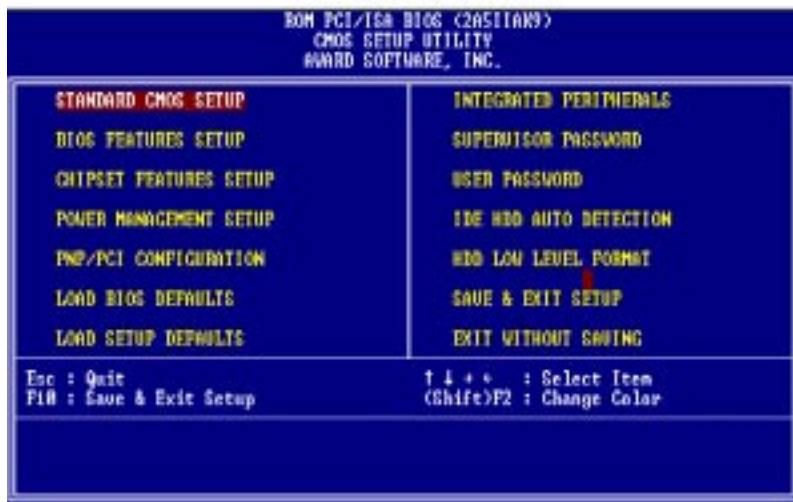 ROM PCI/ISA BIOS (2A5IIAK9)
CMOS SETUP UTILITY
AWARD SOFTWARE, INC.
STANDARD CMOS SETUP
BIOS FEATURES SETUP
CHIPSET FEATURES SETUP
POWER MANAGEMENT SETUP
PNP/PCI CONFIGURATION
LOAD BIOS DEFAULTS
LOAD SETUP DEFAULTS
INTEGRATED PERIPHERALS
SUPERVISOR PASSWORD
USER PASSWORD
IDE HDD AUTO DETECTION
HDD LOW LEVEL FORMAT
SAVE & EXIT SETUP
EXIT WITHOUT SAVING
Esc : Quit
F10 : Save & Exit Setup
↑ ↓ → ← : Select Item
(Shift)F2 : Change Color